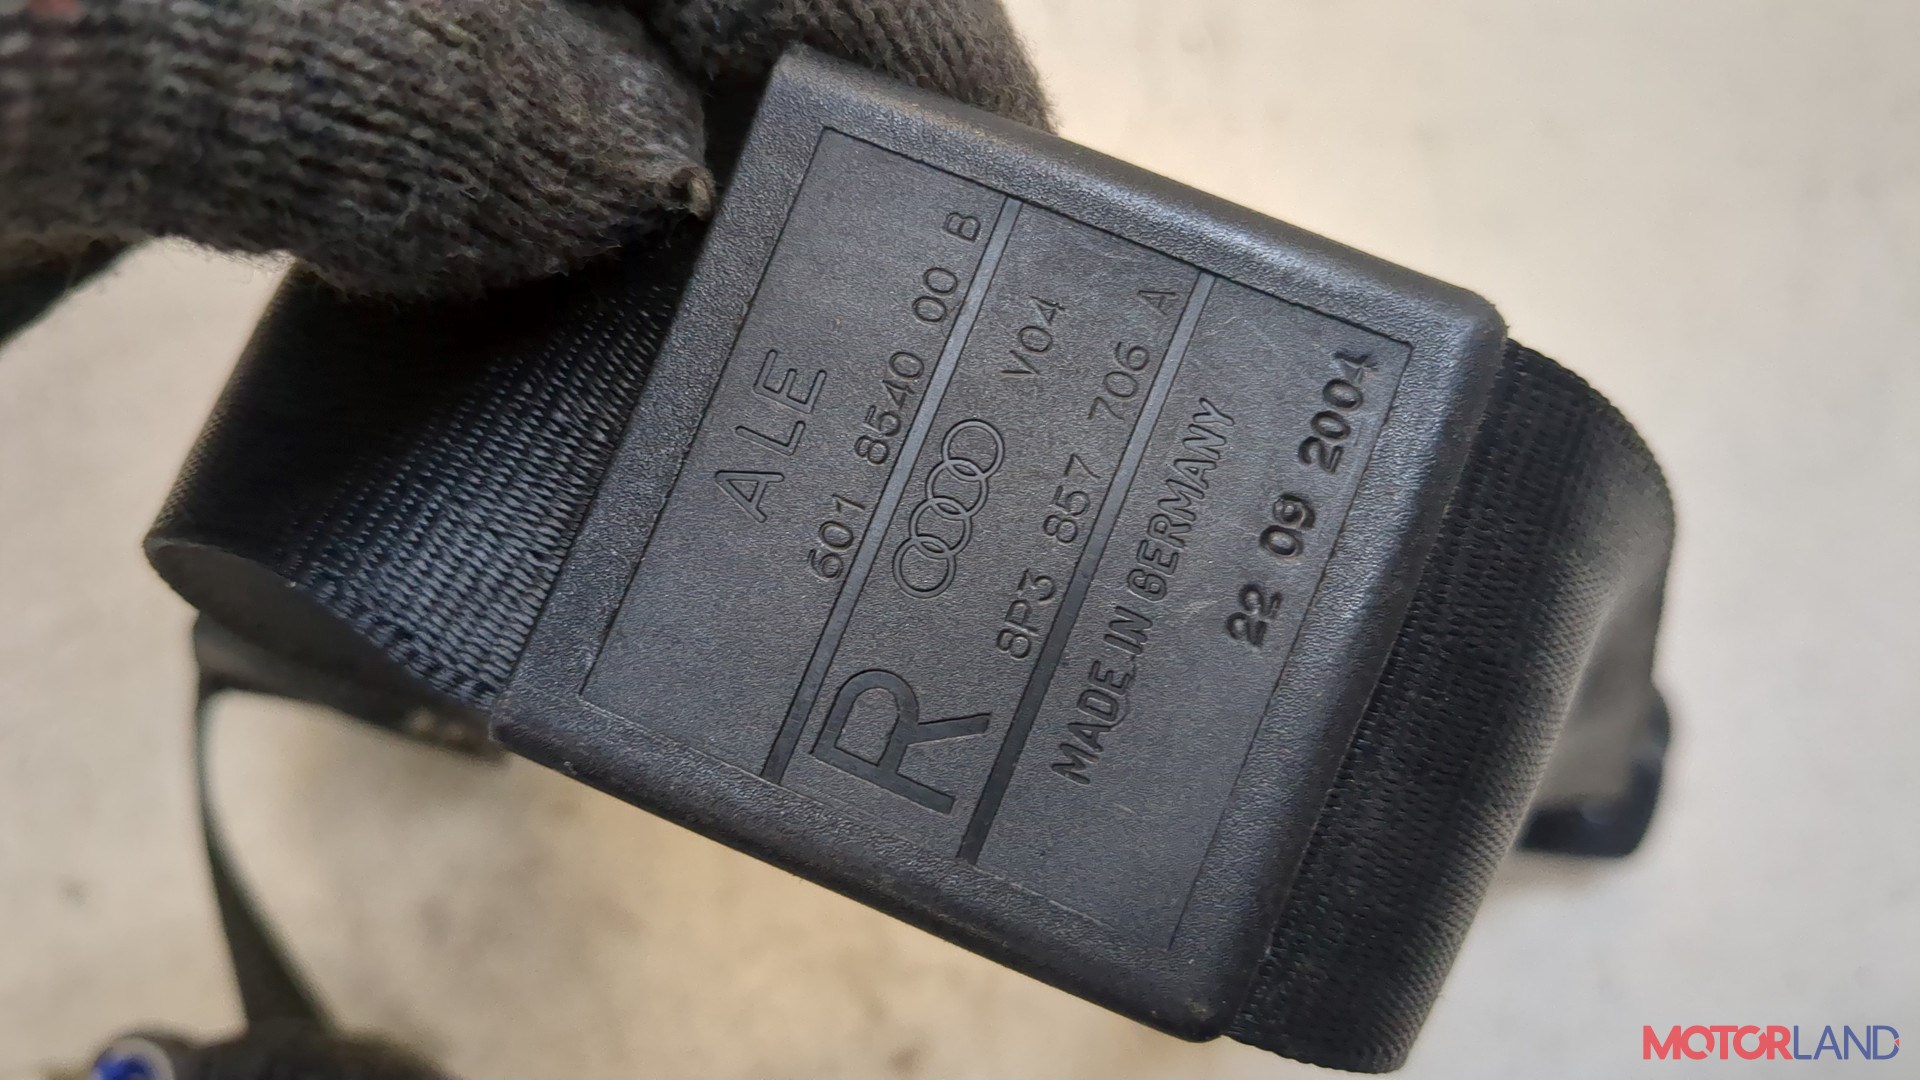 ALE
601 8540 00 B
V04
R 8P3 857 706 A
MADE IN GERMANY
22 09 2004
MOTORLAND